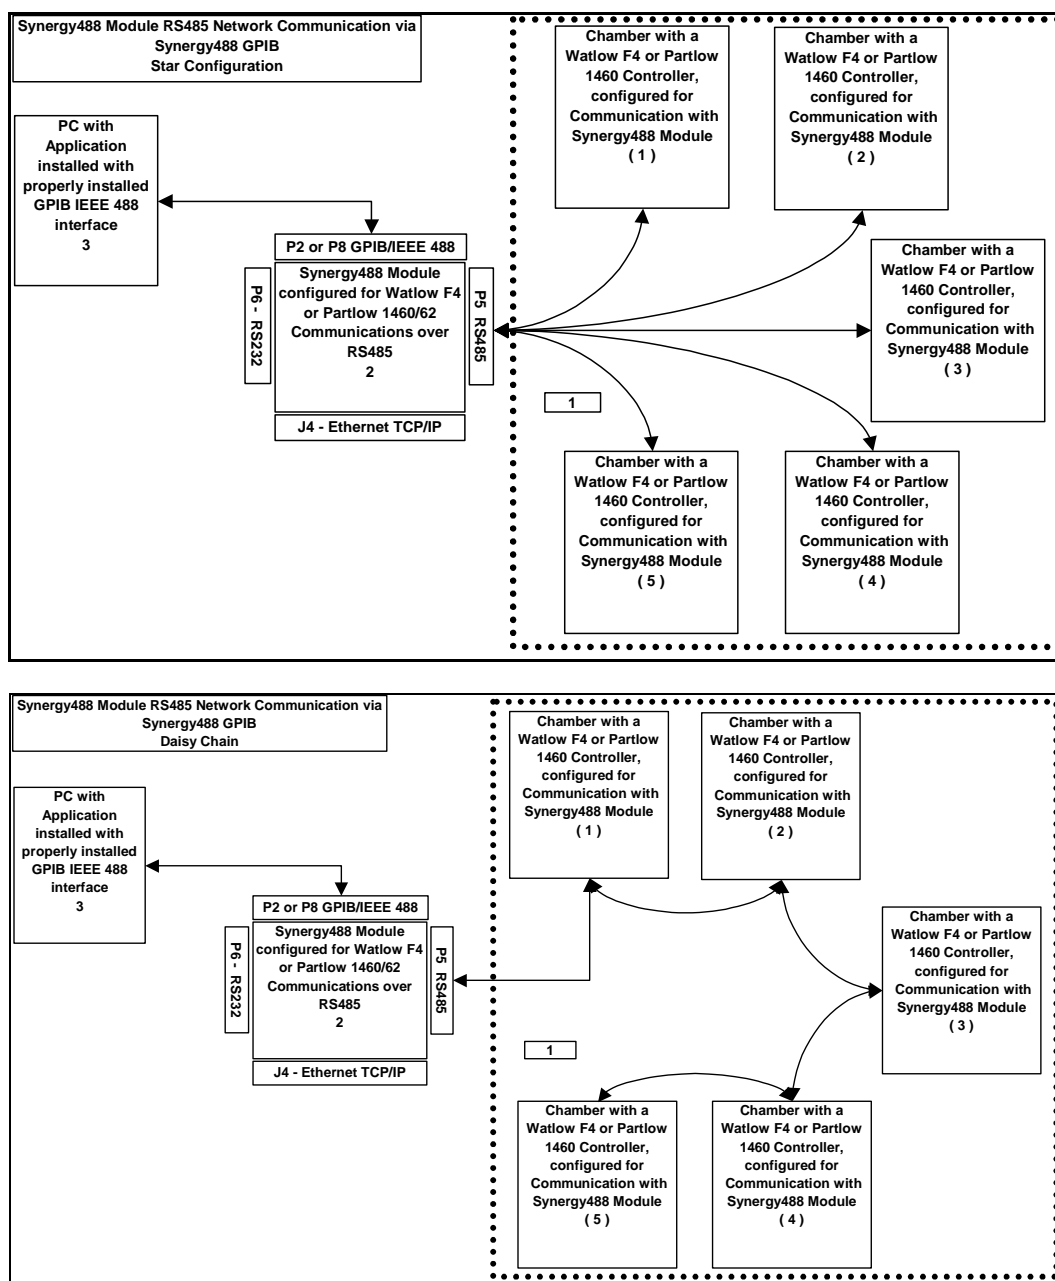 Synergy488 Module RS485 Network Communication via
Synergy488 GPIB
Star Configuration
PC with
Application
installed with
properly installed
GPIB IEEE 488
interface
3
P2 or P8 GPIB/IEEE 488
P6 - RS232
Synergy488 Module
configured for Watlow F4
or Partlow 1460/62
Communications over
RS485
2
P5 RS485
J4 - Ethernet TCP/IP
1
Chamber with a
Watlow F4 or Partlow
1460 Controller,
configured for
Communication with
Synergy488 Module
( 1 )
Chamber with a
Watlow F4 or Partlow
1460 Controller,
configured for
Communication with
Synergy488 Module
( 2 )
Chamber with a
Watlow F4 or Partlow
1460 Controller,
configured for
Communication with
Synergy488 Module
( 3 )
Chamber with a
Watlow F4 or Partlow
1460 Controller,
configured for
Communication with
Synergy488 Module
( 5 )
Chamber with a
Watlow F4 or Partlow
1460 Controller,
configured for
Communication with
Synergy488 Module
( 4 )
Synergy488 Module RS485 Network Communication via
Synergy488 GPIB
Daisy Chain
PC with
Application
installed with
properly installed
GPIB IEEE 488
interface
3
P2 or P8 GPIB/IEEE 488
P6 - RS232
Synergy488 Module
configured for Watlow F4
or Partlow 1460/62
Communications over
RS485
2
P5 RS485
J4 - Ethernet TCP/IP
1
Chamber with a
Watlow F4 or Partlow
1460 Controller,
configured for
Communication with
Synergy488 Module
( 1 )
Chamber with a
Watlow F4 or Partlow
1460 Controller,
configured for
Communication with
Synergy488 Module
( 2 )
Chamber with a
Watlow F4 or Partlow
1460 Controller,
configured for
Communication with
Synergy488 Module
( 3 )
Chamber with a
Watlow F4 or Partlow
1460 Controller,
configured for
Communication with
Synergy488 Module
( 5 )
Chamber with a
Watlow F4 or Partlow
1460 Controller,
configured for
Communication with
Synergy488 Module
( 4 )